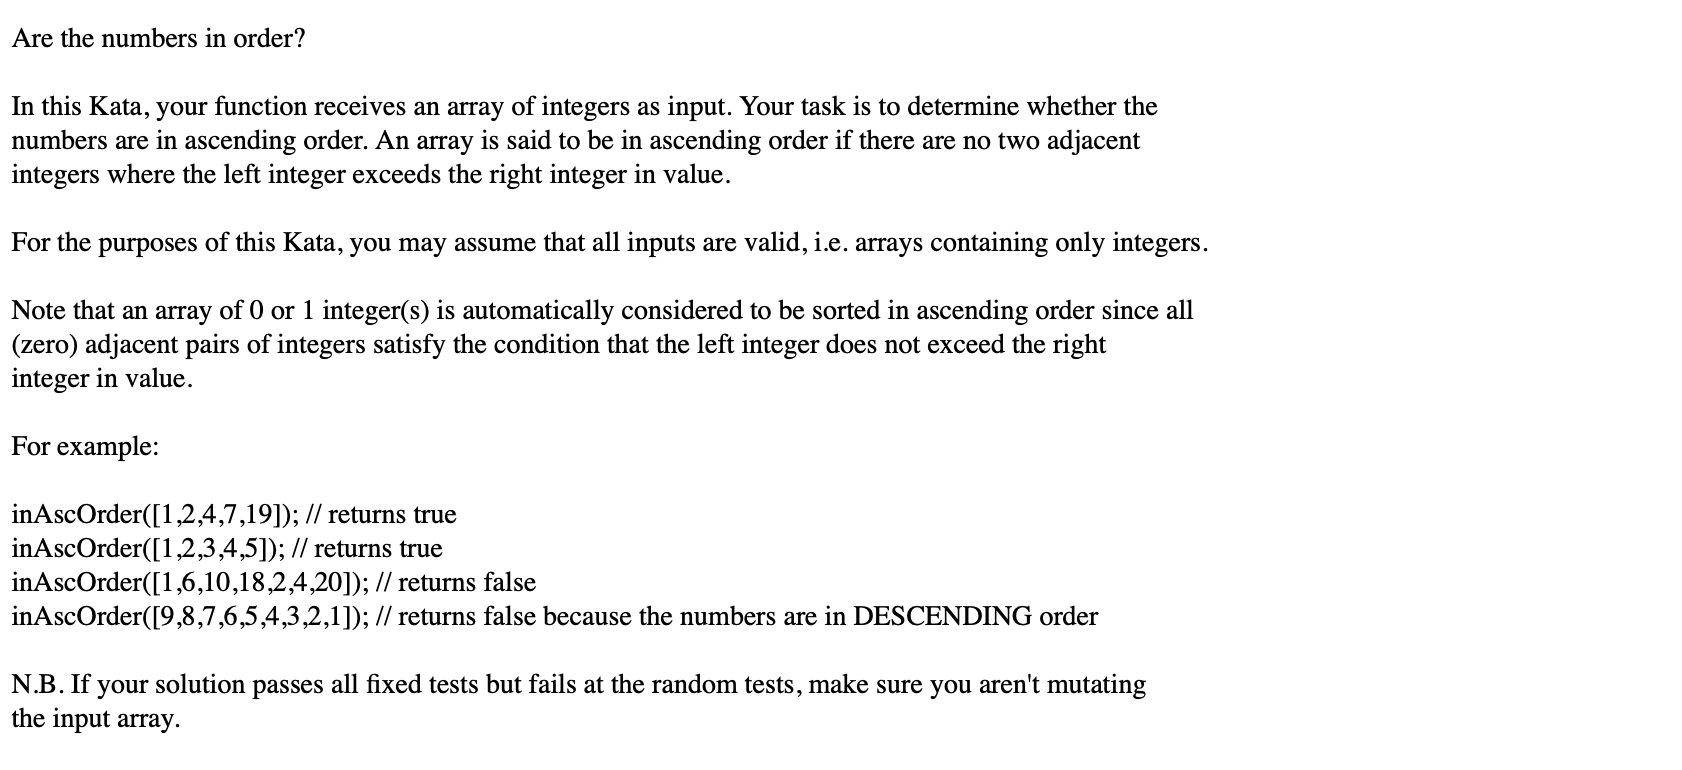 Are the numbers in order?
In this Kata, your function receives an array of integers as input. Your task is to determine whether the
numbers are in ascending order. An array is said to be in ascending order if there are no two adjacent
integers where the left integer exceeds the right integer in value.
For the purposes of this Kata, you may assume that all inputs are valid, i.e. arrays containing only integers.
Note that an array of 0 or 1 integer(s) is automatically considered to be sorted in ascending order since all
(zero) adjacent pairs of integers satisfy the condition that the left integer does not exceed the right
integer in value.
For example:
inAscOrder([1,2,4,7,19]); // returns true
inAscOrder([1,2,3,4,5]); // returns true
inAscOrder([1,6,10,18,2,4,20]); // returns false
inAscOrder([9,8,7,6,5,4,3,2,1]); // returns false because the numbers are in DESCENDING order
N.B. If your solution passes all fixed tests but fails at the random tests, make sure you aren't mutating
the input array.